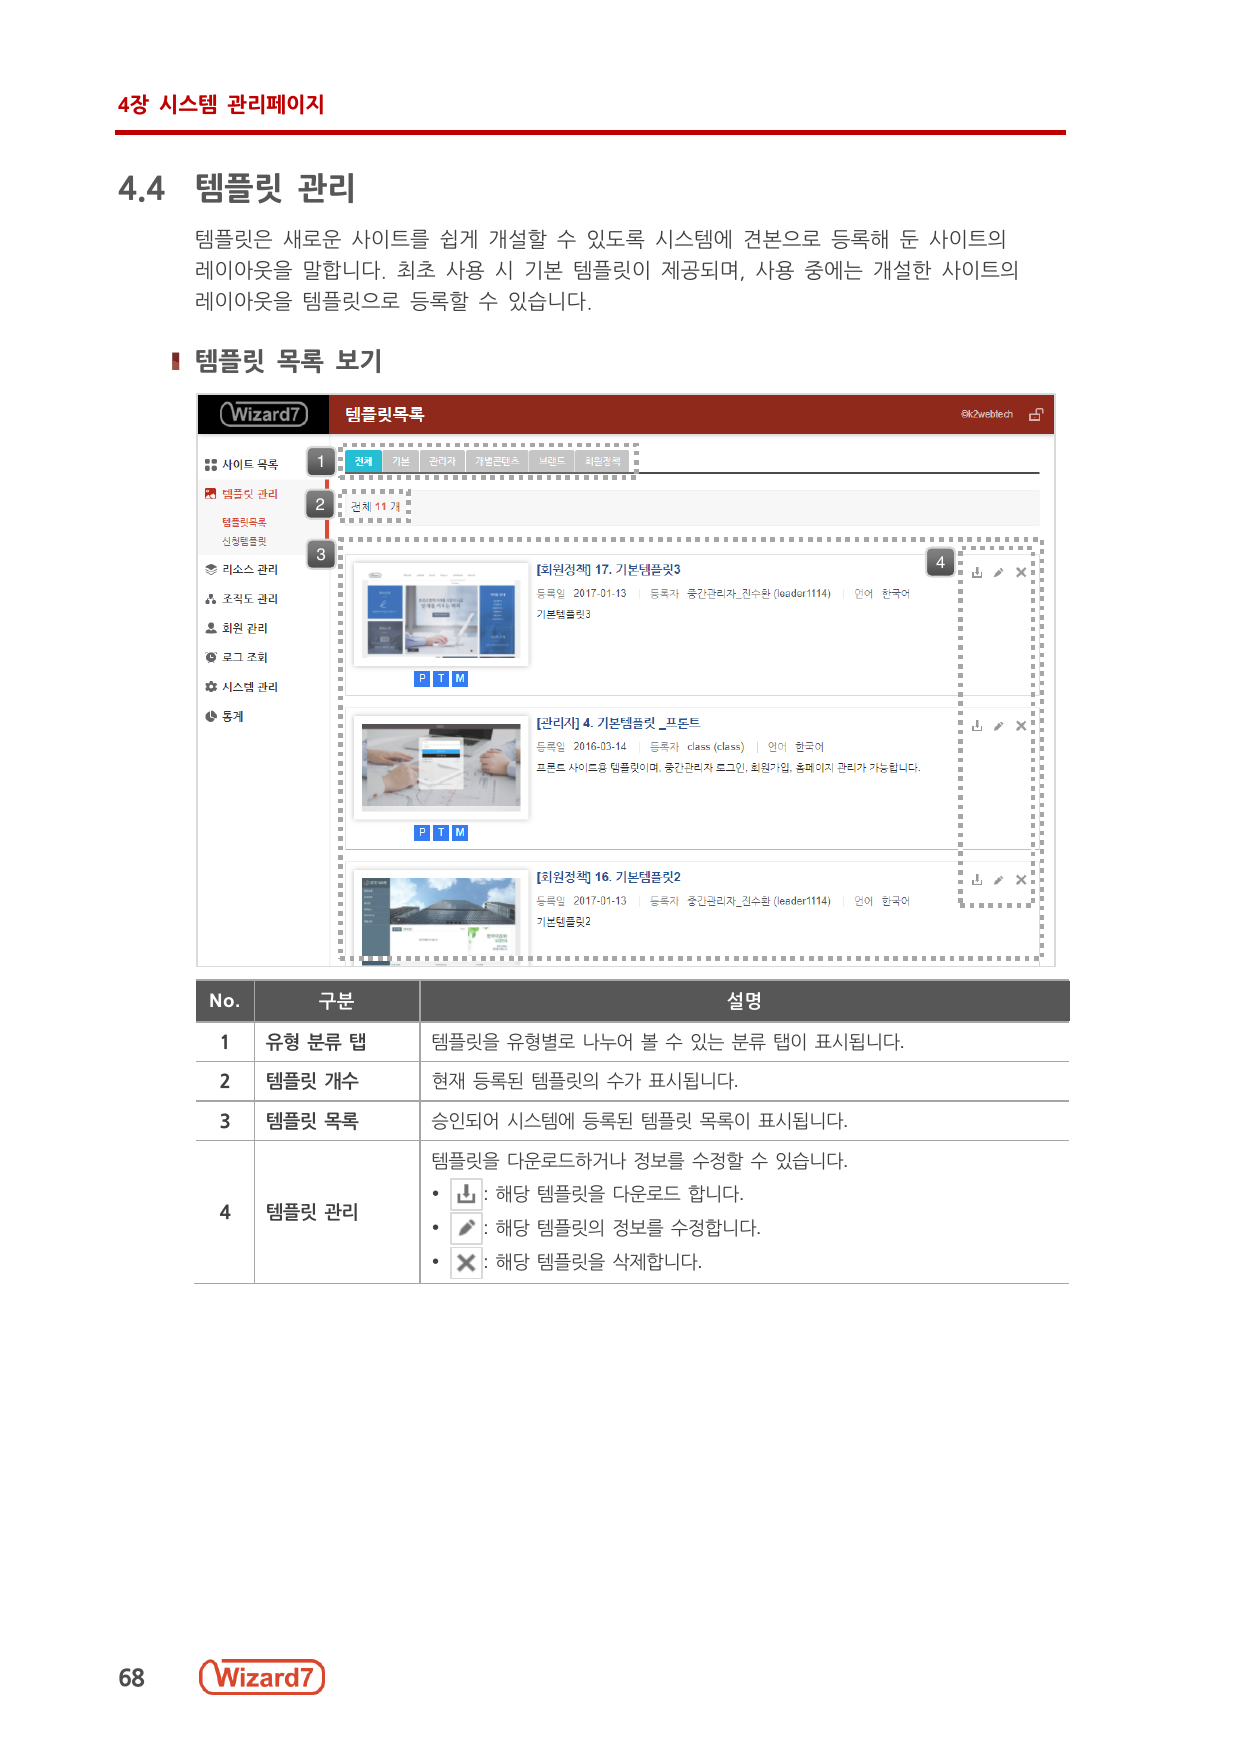 4장 시스템 관리페이지
4.4 템플릿 관리
템플릿은 새로운 사이트를 쉽게 개설할 수 있도록 시스템에 견본으로 등록해 둔 사이트의
레이아웃을 말합니다. 최초 사용 시 기본 템플릿이 제공되며, 사용 중에는 개설한 사이트의
레이아웃을 템플릿으로 등록할 수 있습니다.
템플릿 목록 보기
Wizard7 템플릿목록 @k2webtech
사이트 목록 1 전체 기본 관리자 개별콘텐츠 브랜드 회원정책
템플릿 관리 2 전체 11 개
템플릿목록
신청템플릿
리소스 관리
조직도 관리
회원 관리
로그 조회
시스템 관리
통계
3 4
[회원정책] 17. 기본템플릿3
등록일 2017-01-13 등록자 중간관리자_진수환 (leader1114) 언어 한국어
기본템플릿3
P T M
[관리자] 4. 기본템플릿 _프론트
등록일 2016-03-14 등록자 class (class) 언어 한국어
프론트 사이트용 템플릿이며, 중간관리자 로그인, 회원가입, 홈페이지 관리가 가능합니다.
P T M
[회원정책] 16. 기본템플릿2
등록일 2017-01-13 등록자 중간관리자_진수환 (leader1114) 언어 한국어
기본템플릿2
No. 구분 설명
1 유형 분류 탭 템플릿을 유형별로 나누어 볼 수 있는 분류 탭이 표시됩니다.
2 템플릿 개수 현재 등록된 템플릿의 수가 표시됩니다.
3 템플릿 목록 승인되어 시스템에 등록된 템플릿 목록이 표시됩니다.
4 템플릿 관리 템플릿을 다운로드하거나 정보를 수정할 수 있습니다.
• : 해당 템플릿을 다운로드 합니다.
• : 해당 템플릿의 정보를 수정합니다.
• : 해당 템플릿을 삭제합니다.
68 Wizard7